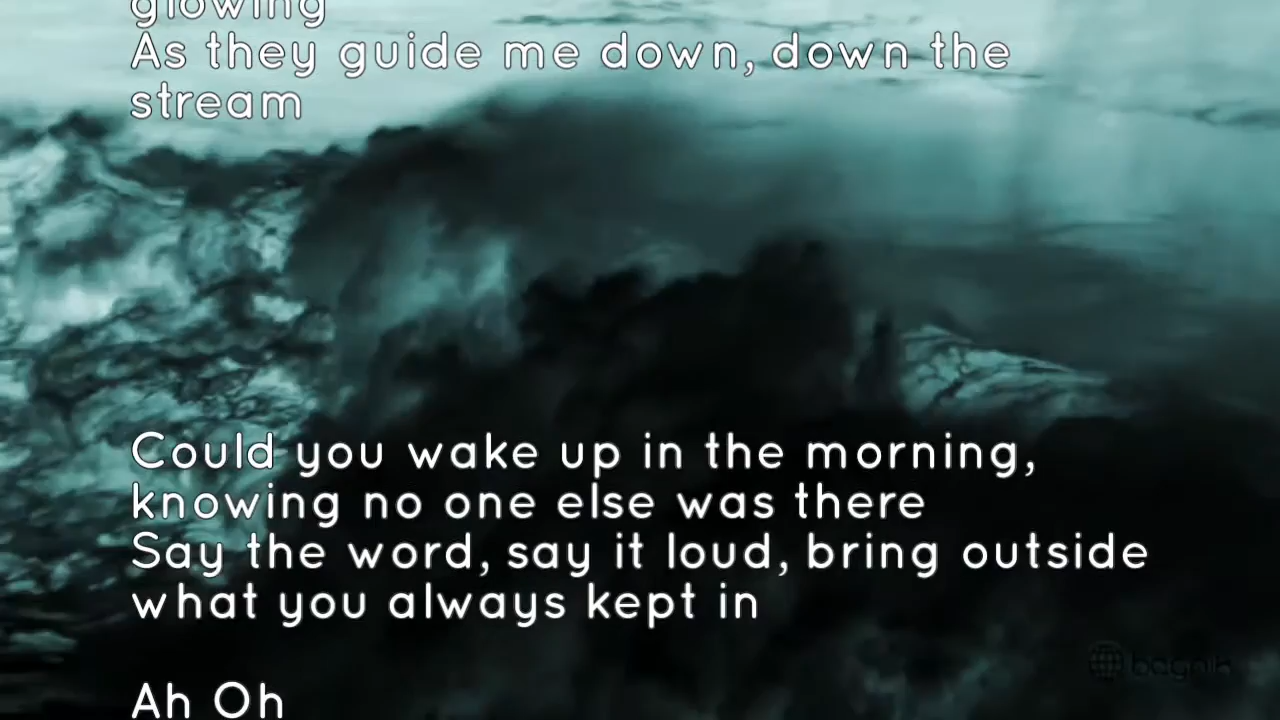 glowing
As they guide me down, down the
stream
Could you wake up in the morning,
knowing no one else was there
Say the word, say it loud, bring outside
what you always kept in
Ah Oh